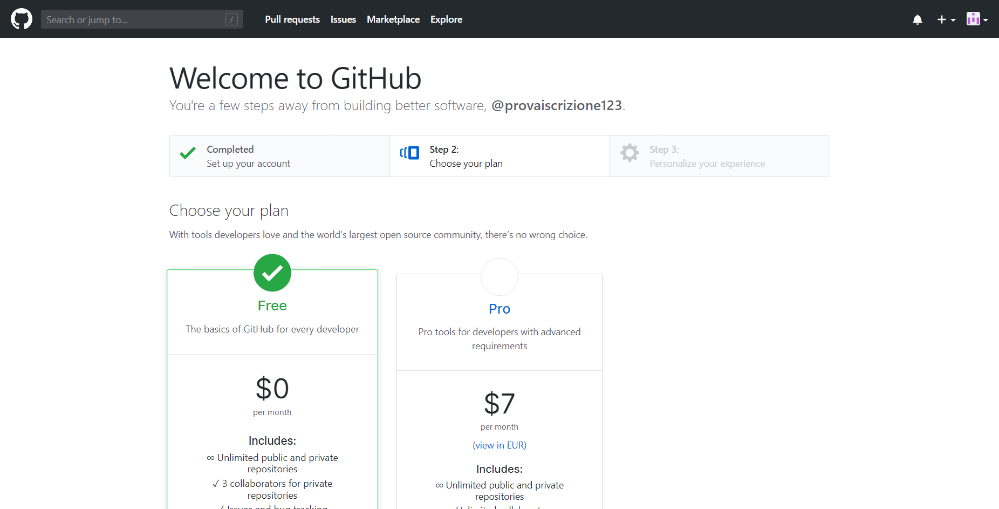 Search or jump to... /
Pull requests Issues Marketplace Explore
Welcome to GitHub
You're a few steps away from building better software, @provaiscrizione123.
Completed
Set up your account
Step 2:
Choose your plan
Step 3:
Personalize your experience
Choose your plan
With tools developers love and the world’s largest open source community, there’s no wrong choice.
Free
The basics of GitHub for every developer
$0
per month
Includes:
∞ Unlimited public and private
repositories
✓ 3 collaborators for private
repositories
✓ Issues and bug tracking
Pro
Pro tools for developers with advanced
requirements
$7
per month
(view in EUR)
Includes:
∞ Unlimited public and private
repositories
Unlimited